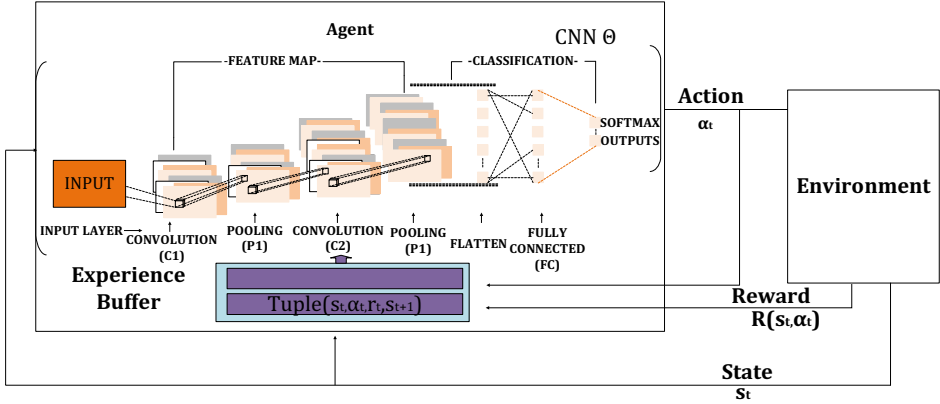 Agent
CNN Θ
-FEATURE MAP-
-CLASSIFICATION-
Action
αt
SOFTMAX
OUTPUTS
INPUT
Environment
INPUT LAYER
CONVOLUTION
(C1)
POOLING
(P1)
CONVOLUTION
(C2)
POOLING
(P1)
FLATTEN
FULLY
CONNECTED
(FC)
Experience
Buffer
Tuple(st,αt,rt,st+1)
Reward
R(st,αt)
State
st